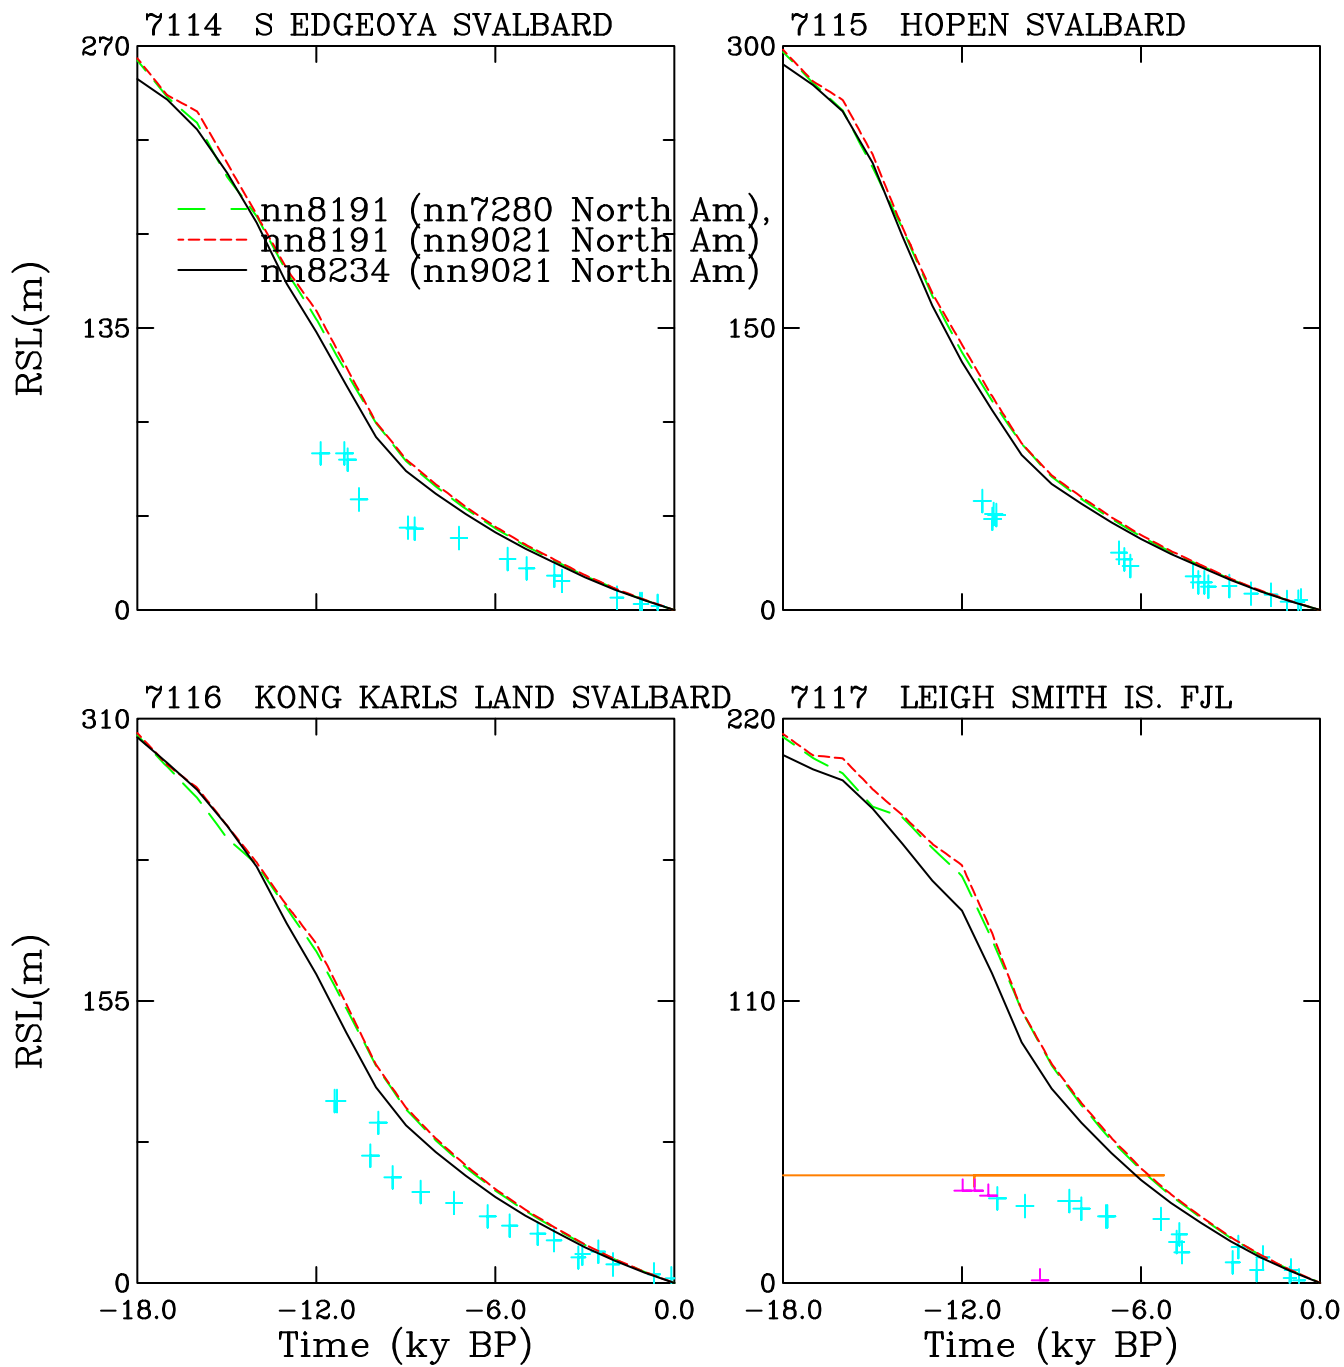 7114 S EDGEOYA SVALBARD
270
135
0
RSL(m)
nn8191 (nn7280 North Am),
nn8191 (nn9021 North Am)
nn8234 (nn9021 North Am)
7115 HOPEN SVALBARD
300
150
0
7116 KONG KARLS LAND SVALBARD
310
155
0
RSL(m)
-18.0 -12.0 -6.0 0.0
Time (ky BP)
7117 LEIGH SMITH IS. FJL
220
110
0
-18.0 -12.0 -6.0 0.0
Time (ky BP)